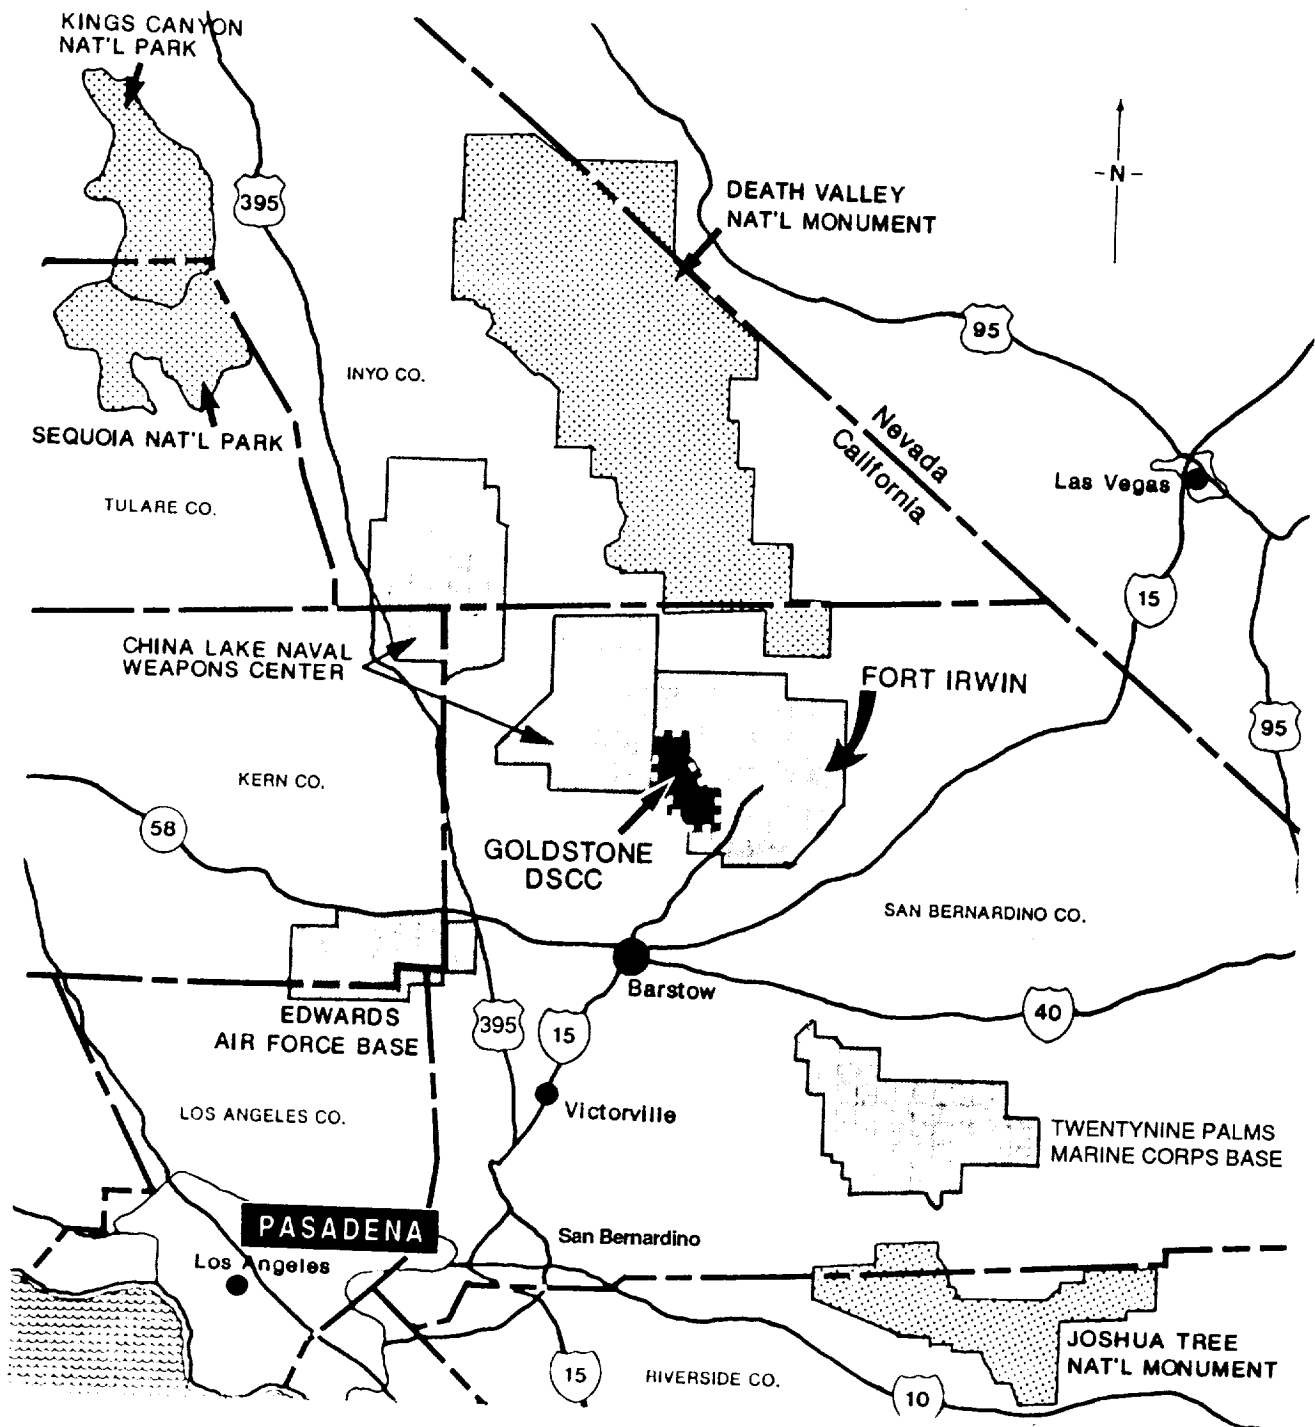 KINGS CANYON
NAT'L PARK
395
-N-
DEATH VALLEY
NAT'L MONUMENT
95
INYO CO.
SEQUOIA NAT'L PARK
Nevada
California
Las Vegas
TULARE CO.
15
CHINA LAKE NAVAL
WEAPONS CENTER
FORT IRWIN
95
KERN CO.
58
GOLDSTONE
DSCC
SAN BERNARDINO CO.
Barstow
EDWARDS
AIR FORCE BASE
395
15
40
LOS ANGELES CO.
Victorville
TWENTYNINE PALMS
MARINE CORPS BASE
PASADENA
San Bernardino
Los Angeles
JOSHUA TREE
NAT'L MONUMENT
15
RIVERSIDE CO.
10